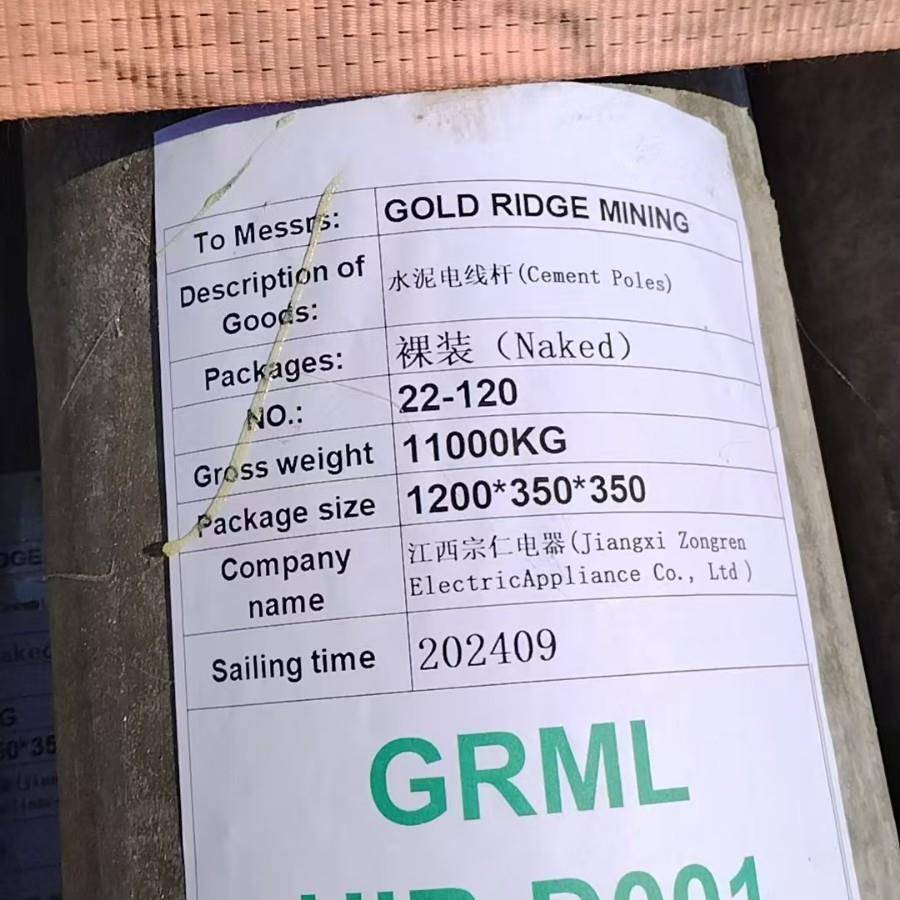 To Messrs: GOLD RIDGE MINING
Description of
Goods:
水泥电线杆(Cement Poles)
Packages: 裸装（Naked）
NO.: 22-120
Gross weight 11000KG
Package size 1200*350*350
Company
name
江西宗仁电器(Jiangxi Zongren
ElectricAppliance Co., Ltd)
Sailing time 202409
GRML